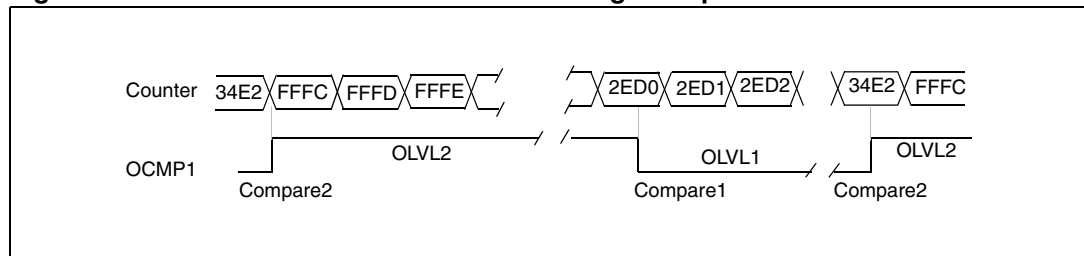 Counter 34E2 FFFC FFFD FFFE 2ED0 2ED1 2ED2 34E2 FFFC
OCMP1 OLVL2 OLVL1 OLVL2
Compare2 Compare1 Compare2